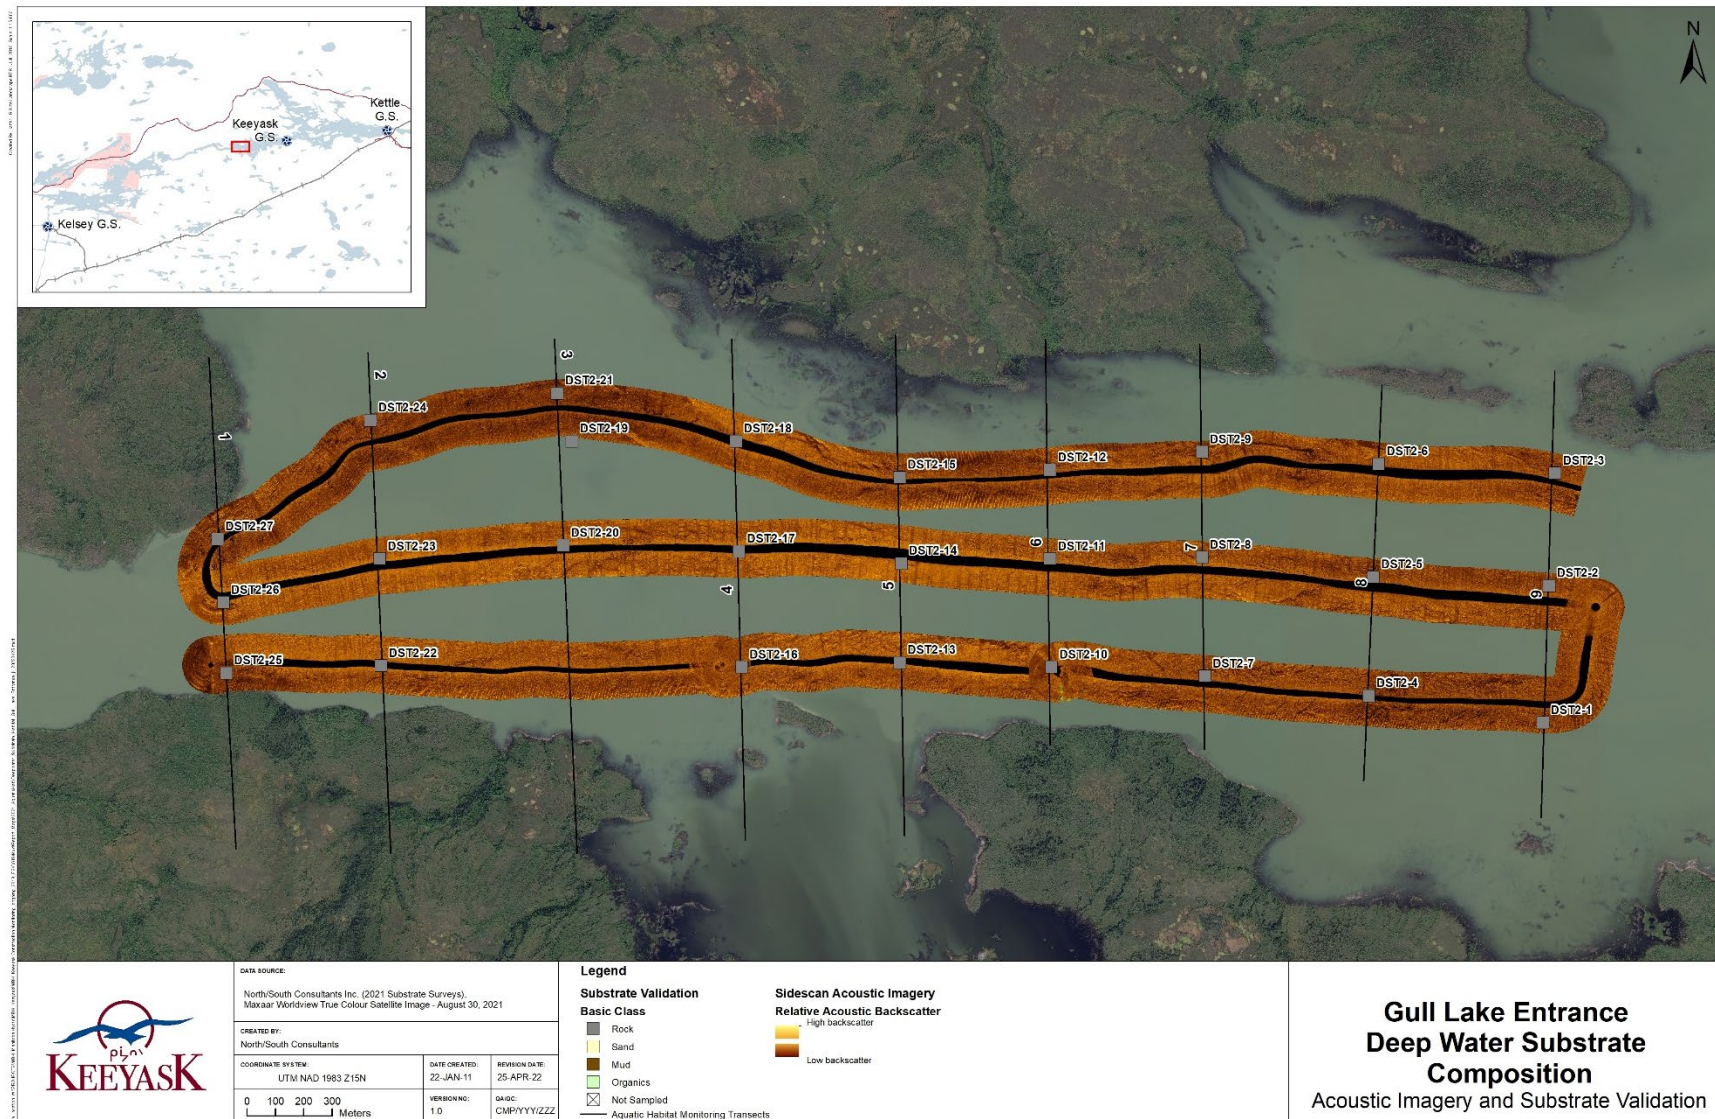 N
Kettle
G.S.
Keeyask
G.S.
Kelsey G.S.
1
2
3
4
5
6
7
8
9
DST2-21
DST2-24
DST2-19
DST2-18
DST2-15
DST2-12
DST2-9
DST2-6
DST2-3
DST2-27
DST2-23
DST2-20
DST2-17
DST2-14
DST2-11
DST2-8
DST2-5
DST2-2
DST2-26
DST2-25
DST2-22
DST2-16
DST2-13
DST2-10
DST2-7
DST2-4
DST2-1
KEEYASK
DATA SOURCE:
North/South Consultants Inc. (2021 Substrate Surveys),
Maxaar Worldview True Colour Satellite Image - August 30, 2021
CREATED BY:
North/South Consultants
COORDINATE SYSTEM:
UTM NAD 1983 Z15N
DATE CREATED:
22-JAN-11
REVISION DATE:
25-APR-22
0 100 200 300
Meters
VERSION NO:
1.0
QA/QC:
CMP/YYY/ZZZ
Legend
Substrate Validation
Basic Class
Rock
Sand
Mud
Organics
Not Sampled
Aquatic Habitat Monitoring Transects
Sidescan Acoustic Imagery
Relative Acoustic Backscatter
High backscatter
Low backscatter
Gull Lake Entrance
Deep Water Substrate
Composition
Acoustic Imagery and Substrate Validation